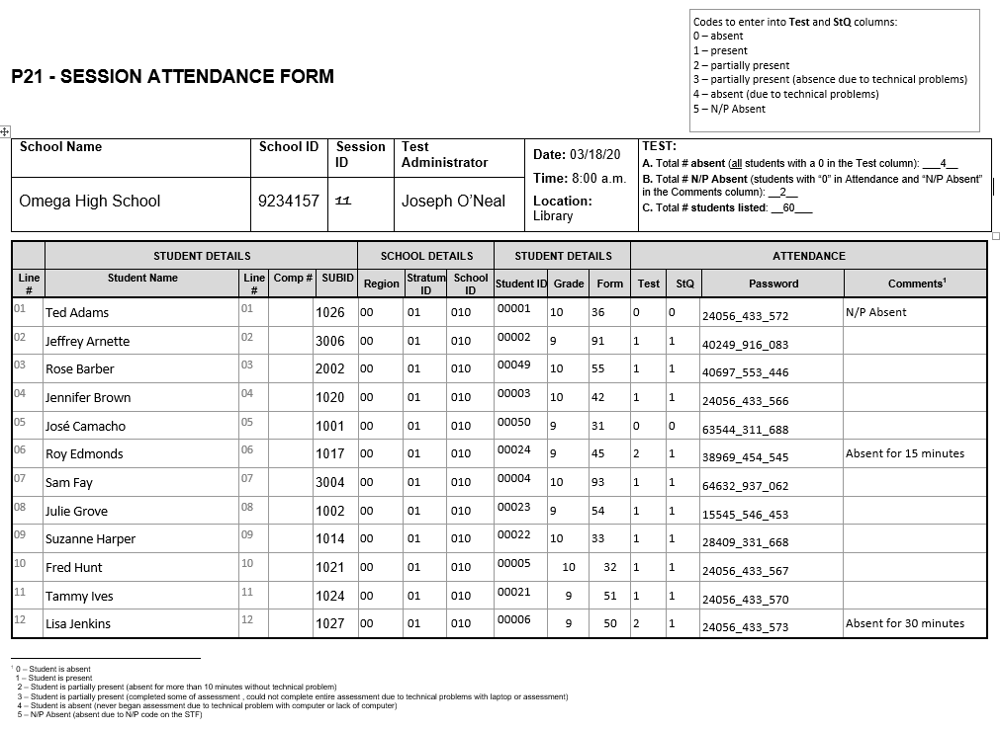 Codes to enter into Test and StQ columns:
0 – absent
1 – present
2 – partially present
3 – partially present (absence due to technical problems)
4 – absent (due to technical problems)
5 – N/P Absent
P21 - SESSION ATTENDANCE FORM
School Name School ID Session ID Test Administrator
Omega High School 9234157 11 Joseph O’Neal
Date: 03/18/20
Time: 8:00 a.m.
Location:
Library
TEST:
A. Total # absent (all students with a 0 in the Test column): ___4__
B. Total # N/P Absent (students with “0” in Attendance and “N/P Absent”
in the Comments column): __2__
C. Total # students listed: __60___
STUDENT DETAILS SCHOOL DETAILS STUDENT DETAILS ATTENDANCE
Line # Student Name Line # Comp # SUBID Region Stratum ID School ID Student ID Grade Form Test StQ Password Comments1
01 Ted Adams 01 1026 00 01 010 00001 10 36 0 0 24056_433_572 N/P Absent
02 Jeffrey Arnette 02 3006 00 01 010 00002 9 91 1 1 40249_916_083
03 Rose Barber 03 2002 00 01 010 00049 10 55 1 1 40697_553_446
04 Jennifer Brown 04 1020 00 01 010 00003 10 42 1 1 24056_433_566
05 José Camacho 05 1001 00 01 010 00050 9 31 0 0 63544_311_688
06 Roy Edmonds 06 1017 00 01 010 00024 9 45 2 1 38969_454_545 Absent for 15 minutes
07 Sam Fay 07 3004 00 01 010 00004 10 93 1 1 64632_937_062
08 Julie Grove 08 1002 00 01 010 00023 9 54 1 1 15545_546_453
09 Suzanne Harper 09 1014 00 01 010 00022 10 33 1 1 28409_331_668
10 Fred Hunt 10 1021 00 01 010 00005 10 32 1 1 24056_433_567
11 Tammy Ives 11 1024 00 01 010 00021 9 51 1 1 24056_433_570
12 Lisa Jenkins 12 1027 00 01 010 00006 9 50 2 1 24056_433_573 Absent for 30 minutes
1 0 – Student is absent
1 – Student is present
2 – Student is partially present (absent for more than 10 minutes without technical problem)
3 – Student is partially present (completed some of assessment , could not complete entire assessment due to technical problems with laptop or assessment)
4 – Student is absent (never began assessment due to technical problem with computer or lack of computer)
5 – N/P Absent (absent due to N/P code on the STF)